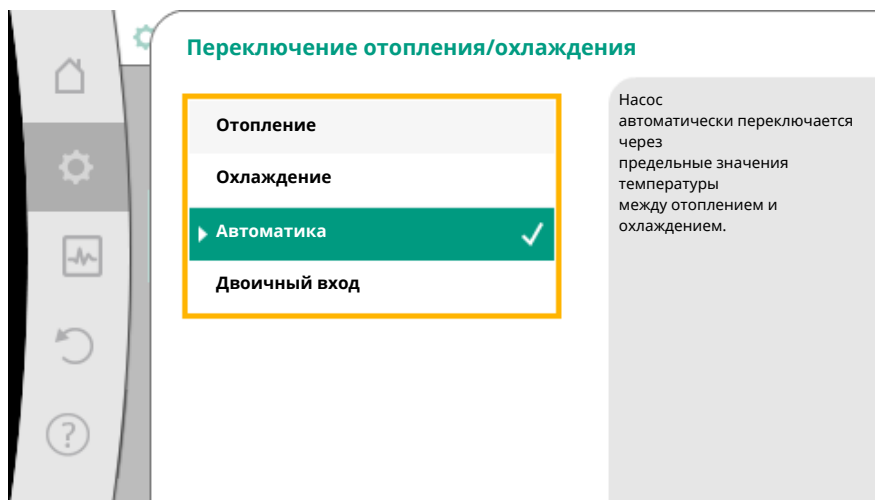 Переключение отопления/охлаждения
Отопление
Охлаждение
Автоматика
Двоичный вход
Насос
автоматически переключается
через
предельные значения
температуры
между отоплением и
охлаждением.
?